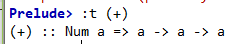 Prelude> :t (+)
(+) :: Num a => a -> a -> a